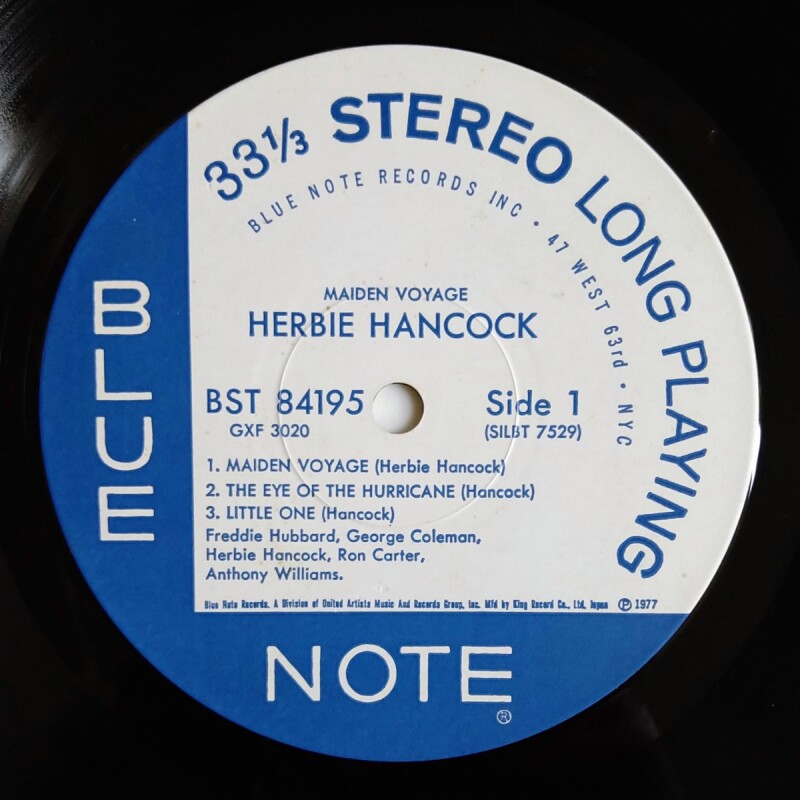 33⅓ STEREO LONG PLAYING
BLUE NOTE RECORDS INC • 47 WEST 63rd • NYC
MAIDEN VOYAGE
HERBIE HANCOCK
BST 84195 Side 1
GXF 3020 (SILBT 7529)
1. MAIDEN VOYAGE (Herbie Hancock)
2. THE EYE OF THE HURRICANE (Hancock)
3. LITTLE ONE (Hancock)
Freddie Hubbard, George Coleman,
Herbie Hancock, Ron Carter,
Anthony Williams.
Blue Note Records. A Division of United Artists Music And Records Group, Inc. Mfd by King Record Co., Ltd. Japan ℗ 1977
BLUE
NOTE
®